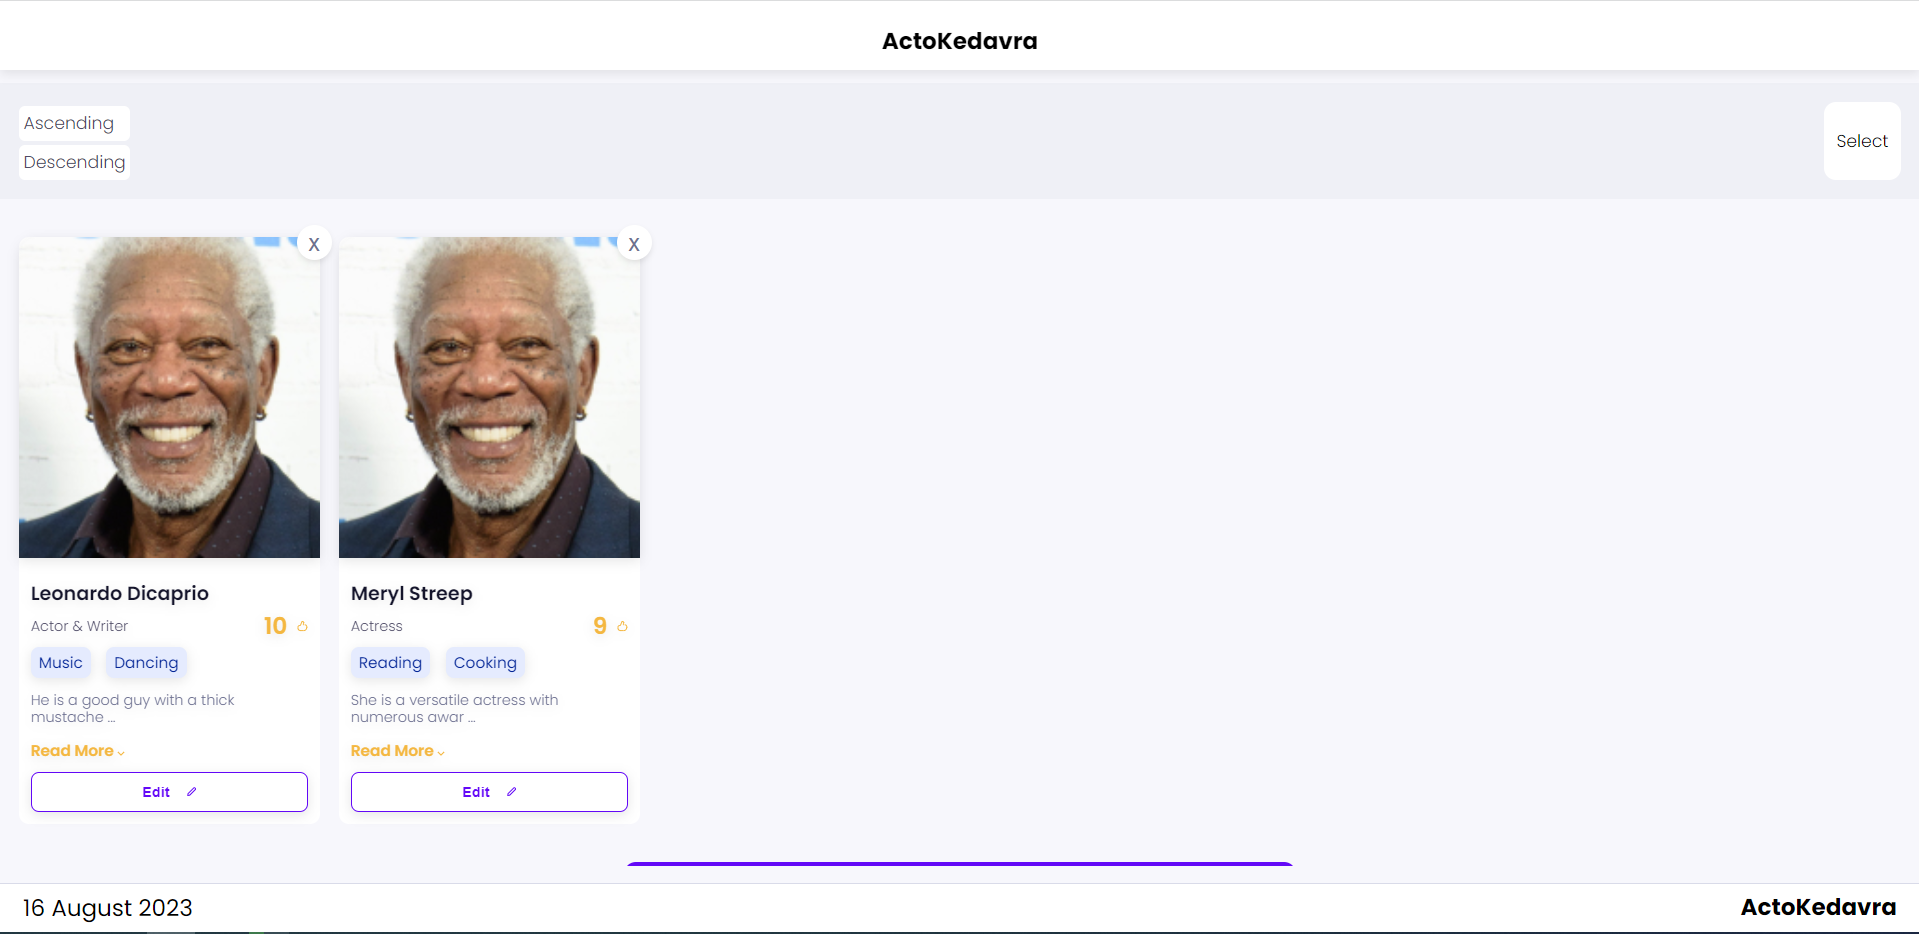 ActoKedavra
Ascending
Descending
Select
X
X
Leonardo Dicaprio
Actor & Writer
10
Music
Dancing
He is a good guy with a thick
mustache ...
Read More
Edit
Meryl Streep
Actress
9
Reading
Cooking
She is a versatile actress with
numerous awar ...
Read More
Edit
16 August 2023
ActoKedavra